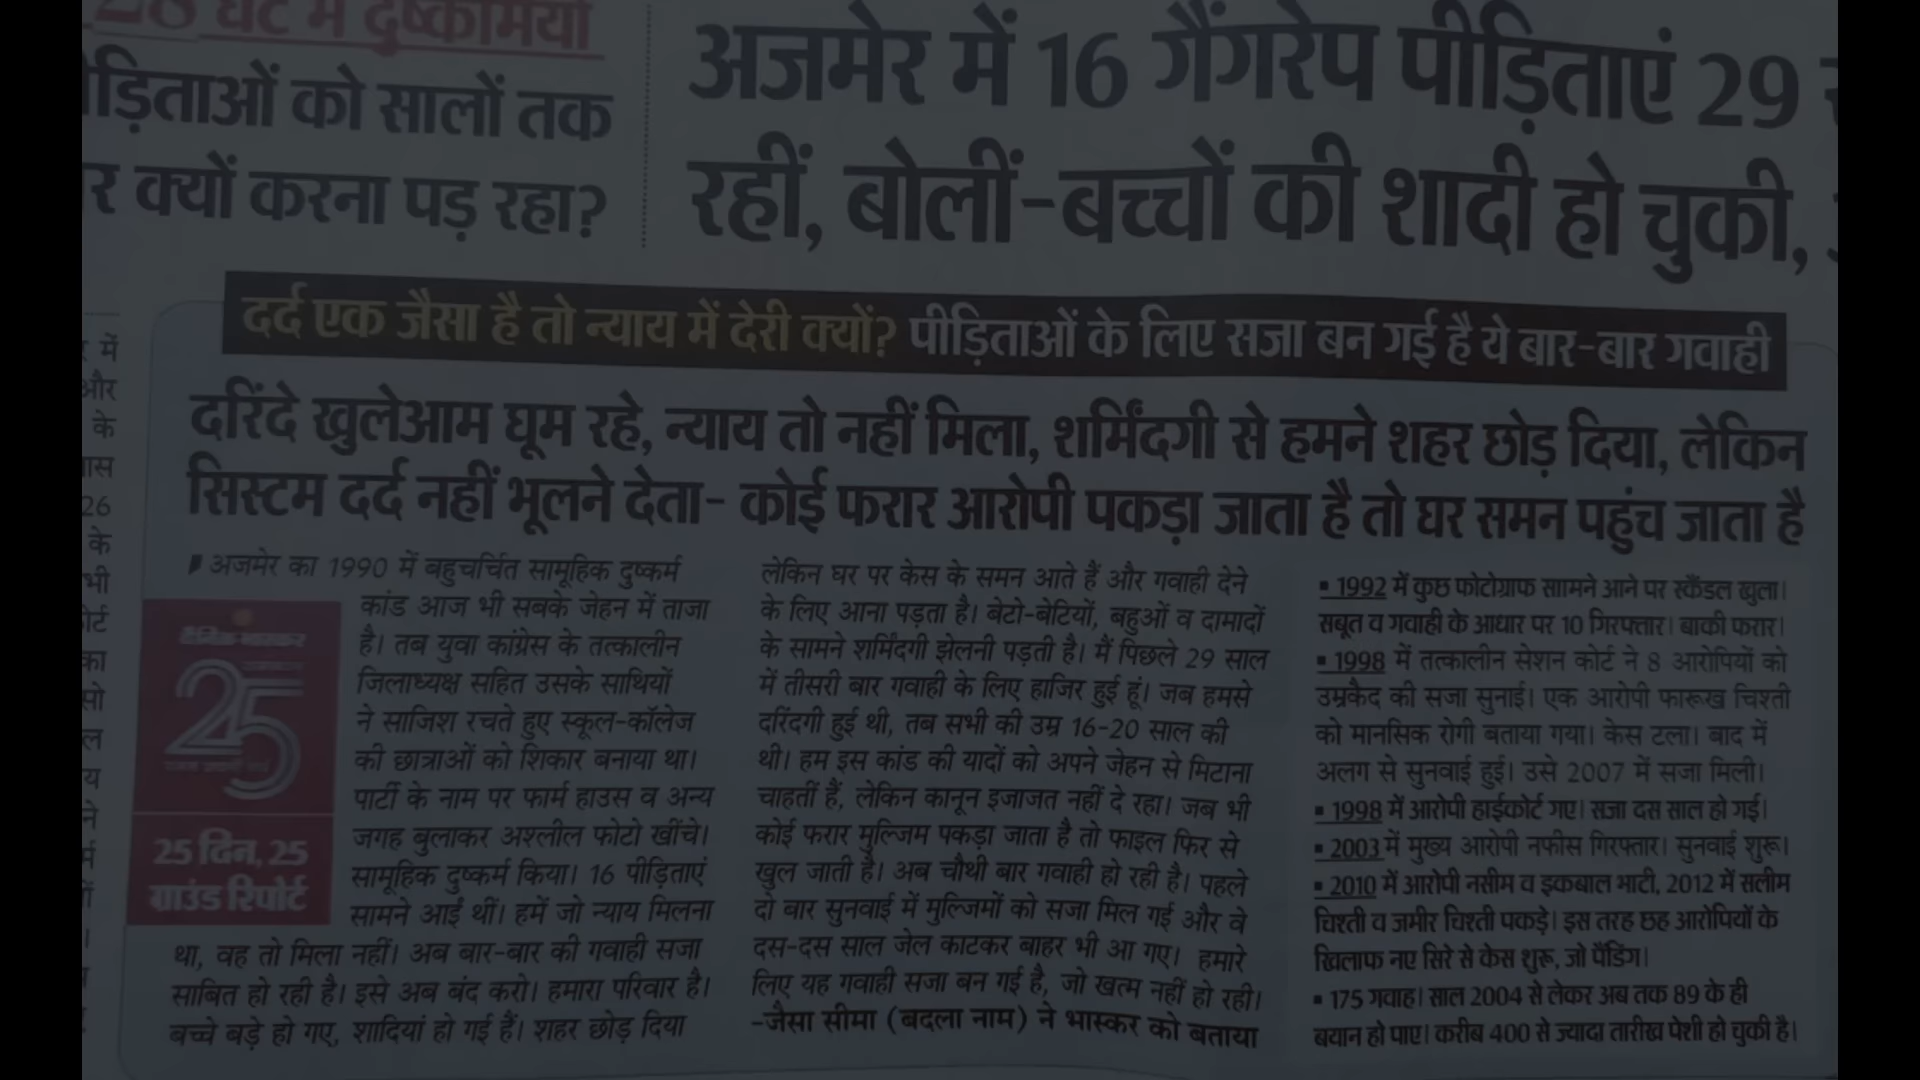 28 घंटे में दुष्कर्मियों
ड़िताओं को सालों तक
र क्यों करना पड़ रहा?
अजमेर में 16 गैंगरेप पीड़िताएं 29
रहीं, बोलीं-बच्चों की शादी हो चुकी,
दर्द एक जैसा है तो न्याय में देरी क्यों? पीड़िताओं के लिए सजा बन गई है ये बार-बार गवाही
दरिंदे खुलेआम घूम रहे, न्याय तो नहीं मिला, शर्मिंदगी से हमने शहर छोड़ दिया, लेकिन
सिस्टम दर्द नहीं भूलने देता- कोई फरार आरोपी पकड़ा जाता है तो घर समन पहुंच जाता है
में
और
के
ास
26
के
भी
का
सो
ल
य
ने
अजमेर का 1990 में बहुचर्चित सामूहिक दुष्कर्म
कांड आज भी सबके जेहन में ताजा
है। तब युवा कांग्रेस के तत्कालीन
जिलाध्यक्ष सहित उसके साथियों
ने साजिश रचते हुए स्कूल-कॉलेज
की छात्राओं को शिकार बनाया था।
पार्टी के नाम पर फार्म हाउस व अन्य
जगह बुलाकर अश्लील फोटो खींचे।
सामूहिक दुष्कर्म किया। 16 पीड़िताएं
सामने आईं थीं। हमें जो न्याय मिलना
था, वह तो मिला नहीं। अब बार-बार की गवाही सजा
साबित हो रही है। इसे अब बंद करो। हमारा परिवार है।
बच्चे बड़े हो गए, शादियां हो गई हैं। शहर छोड़ दिया
दैनिक भास्कर
25
25 दिन, 25
ग्राउंड रिपोर्ट
लेकिन घर पर केस के समन आते हैं और गवाही देने
के लिए आना पड़ता है। बेटो-बेटियों, बहुओं व दामादों
के सामने शर्मिंदगी झेलनी पड़ती है। मैं पिछले 29 साल
में तीसरी बार गवाही के लिए हाजिर हुई हूं। जब हमसे
दरिंदगी हुई थी, तब सभी की उम्र 16-20 साल की
थी। हम इस कांड की यादों को अपने जेहन से मिटाना
चाहतीं हैं, लेकिन कानून इजाजत नहीं दे रहा। जब भी
कोई फरार मुल्जिम पकड़ा जाता है तो फाइल फिर से
खुल जाती है। अब चौथी बार गवाही हो रही है। पहले
दो बार सुनवाई में मुल्जिमों को सजा मिल गई और वे
दस-दस साल जेल काटकर बाहर भी आ गए। हमारे
लिए यह गवाही सजा बन गई है, जो खत्म नहीं हो रही।
-जैसा सीमा (बदला नाम) ने भास्कर को बताया
▪ 1992 में कुछ फोटोग्राफ साामने आने पर स्कैंडल खुला।
सबूत व गवाही के आधार पर 10 गिरफ्तार। बाकी फरार।
▪ 1998 में तत्कालीन सेशन कोर्ट ने 8 आरोपियों को
उम्रकैद की सजा सुनाई। एक आरोपी फारूख चिश्ती
को मानसिक रोगी बताया गया। केस टला। बाद में
अलग से सुनवाई हुई। उसे 2007 में सजा मिली।
▪ 1998 में आरोपी हाईकोर्ट गए। सजा दस साल हो गई।
▪ 2003 में मुख्य आरोपी नफीस गिरफ्तार। सुनवाई शुरू।
▪ 2010 में आरोपी नसीम व इकबाल भाटी, 2012 में सलीम
चिश्ती व जमीर चिश्ती पकड़े। इस तरह छह आरोपियों के
खिलाफ नए सिरे से केस शुरू, जो पेंडिंग।
▪ 175 गवाह। साल 2004 से लेकर अब तक 89 के ही
बयान हो पाए। करीब 400 से ज्यादा तारीख पेशी हो चुकी है।